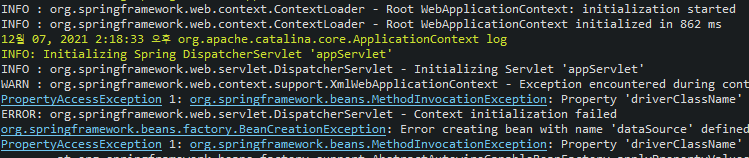 INFO : org.springframework.web.context.ContextLoader - Root WebApplicationContext: initialization started
INFO : org.springframework.web.context.ContextLoader - Root WebApplicationContext initialized in 862 ms
12월 07, 2021 2:18:33 오후 org.apache.catalina.core.ApplicationContext log
INFO: Initializing Spring DispatcherServlet 'appServlet'
INFO : org.springframework.web.servlet.DispatcherServlet - Initializing Servlet 'appServlet'
WARN : org.springframework.web.context.support.XmlWebApplicationContext - Exception encountered during cont
PropertyAccessException 1: org.springframework.beans.MethodInvocationException: Property 'driverClassName'
ERROR: org.springframework.web.servlet.DispatcherServlet - Context initialization failed
org.springframework.beans.factory.BeanCreationException: Error creating bean with name 'dataSource' defined
PropertyAccessException 1: org.springframework.beans.MethodInvocationException: Property 'driverClassName'